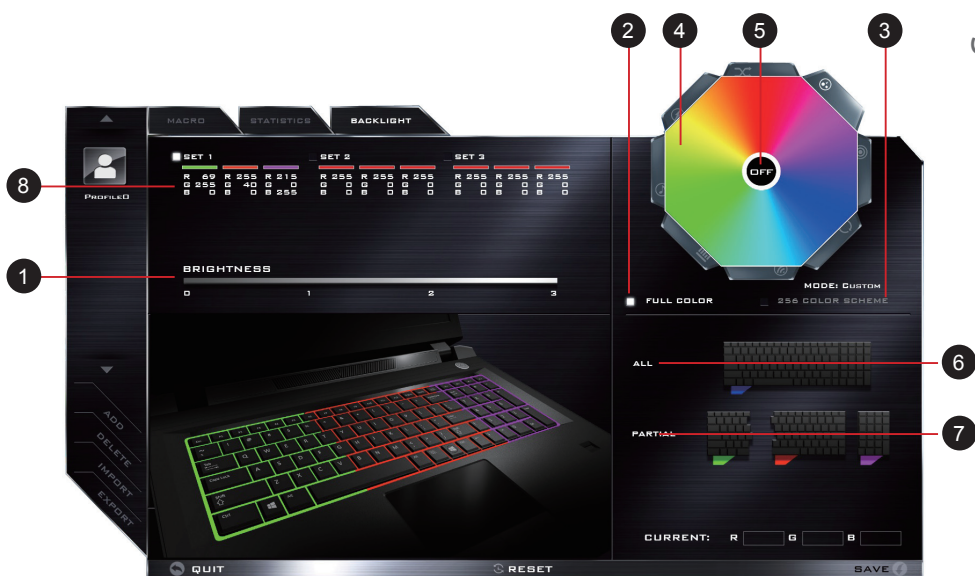 2 4 5 3
MACRO STATISTICS BACKLIGHT
SET 1 SET 2 SET 3
R 69 R 255 R 215 R 255 R 255 R 255 R 255 R 255 R 255
G 255 G 40 G 0 G 0 G 0 G 0 G 0 G 0 G 0
B 0 B 0 B 255 B 0 B 0 B 0 B 0 B 0 B 0
8
PROFILE0
OFF
1
BRIGHTNESS
0 1 2 3
MODE: CUSTOM
FULL COLOR 256 COLOR SCHEME
ALL
6
PARTIAL
7
ADD
DELETE
IMPORT
EXPORT
CURRENT: R G B
QUIT RESET SAVE